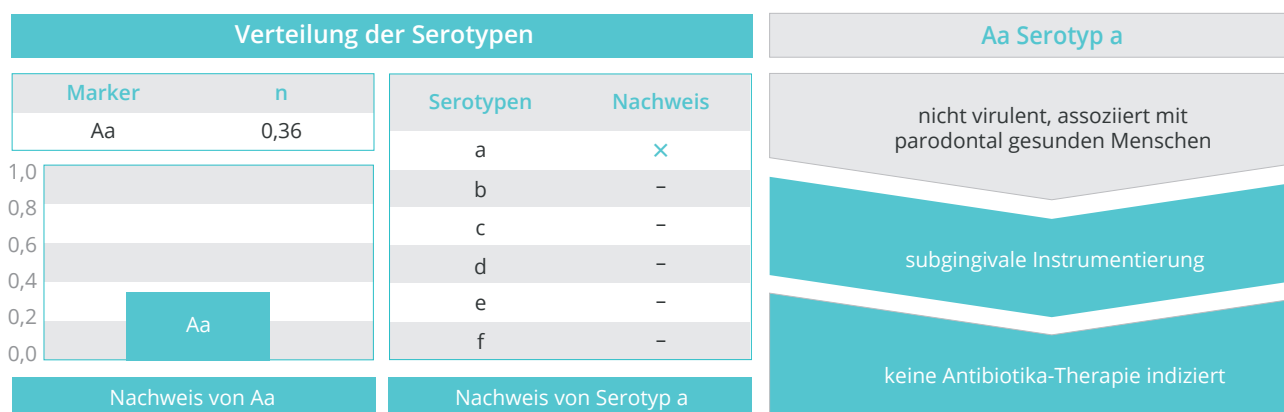 Verteilung der Serotypen
Marker n
Aa 0,36
1,0
0,8
0,6
0,4
0,2
0,0
Aa
Nachweis von Aa
Serotypen Nachweis
a ×
b –
c –
d –
e –
f –
Nachweis von Serotyp a
Aa Serotyp a
nicht virulent, assoziiert mit
parodontal gesunden Menschen
subgingivale Instrumentierung
keine Antibiotika-Therapie indiziert